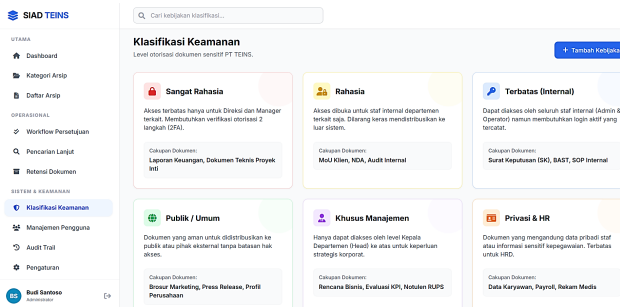 SIAD TEINS
Cari kebijakan klasifikasi...
UTAMA
Dashboard
Kategori Arsip
Daftar Arsip
OPERASIONAL
Workflow Persetujuan
Pencarian Lanjut
Retensi Dokumen
SISTEM & KEAMANAN
Klasifikasi Keamanan
Manajemen Pengguna
Audit Trail
Pengaturan
BS
Budi Santoso
Administrator
Klasifikasi Keamanan
Level otorisasi dokumen sensitif PT TEINS.
+ Tambah Kebijaka
Sangat Rahasia
Akses terbatas hanya untuk Direksi dan Manager
terkait. Membutuhkan verifikasi otorisasi 2
langkah (2FA).
Cakupan Dokumen:
Laporan Keuangan, Dokumen Teknis Proyek
Inti
Rahasia
Akses dibuka untuk staf internal departemen
terkait saja. Dilarang keras mendistribusikan ke
luar sistem.
Cakupan Dokumen:
MoU Klien, NDA, Audit Internal
Terbatas (Internal)
Dapat diakses oleh seluruh staf internal (Admin &
Operator) namun membutuhkan login aktif yang
tercatat.
Cakupan Dokumen:
Surat Keputusan (SK), BAST, SOP Internal
Publik / Umum
Dokumen yang aman untuk didistribusikan ke
publik atau pihak eksternal tanpa batasan hak
akses.
Cakupan Dokumen:
Brosur Marketing, Press Release, Profil
Perusahaan
Khusus Manajemen
Hanya dapat diakses oleh level Kepala
Departemen (Head) ke atas untuk keperluan
strategis korporat.
Cakupan Dokumen:
Rencana Bisnis, Evaluasi KPI, Notulen RUPS
Privasi & HR
Dokumen yang mengandung data pribadi staf
atau informasi sensitif kepegawaian. Terbatas
untuk HRD.
Cakupan Dokumen:
Data Karyawan, Payroll, Rekam Medis